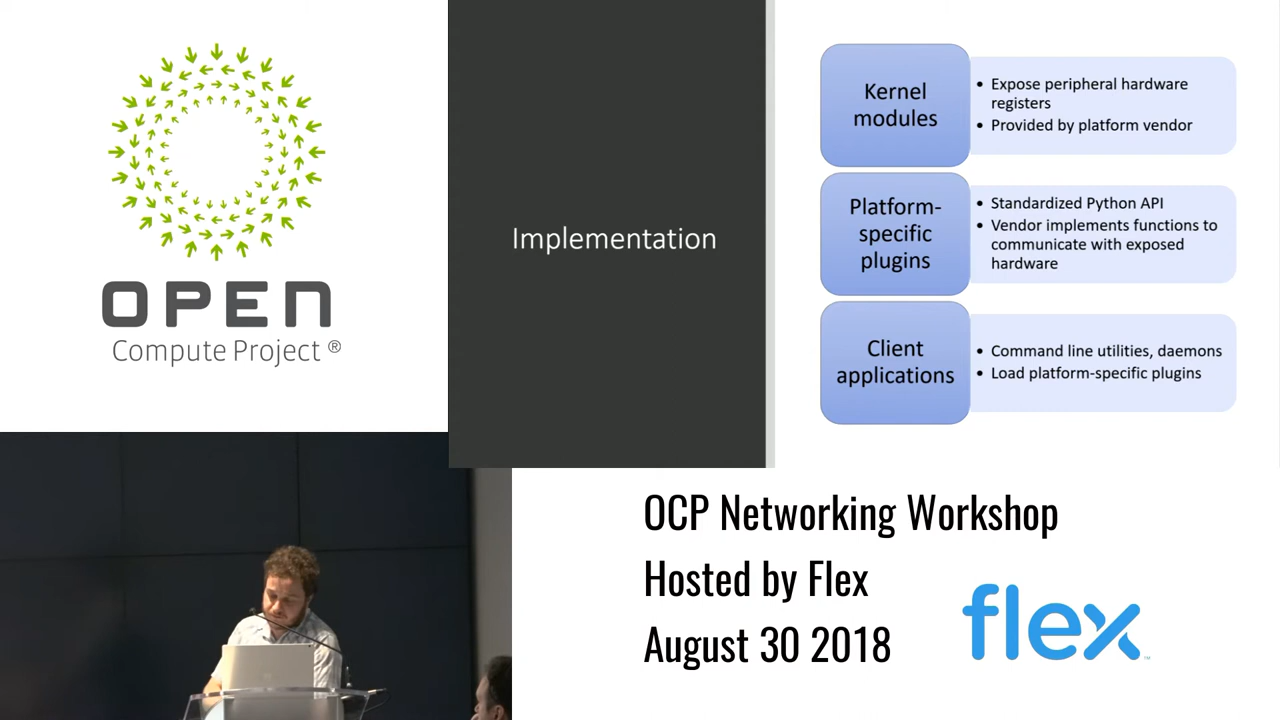 OPEN
Compute Project ®
Implementation
Kernel
modules
• Expose peripheral hardware
registers
• Provided by platform vendor
Platform-
specific
plugins
• Standardized Python API
• Vendor implements functions to
communicate with exposed
hardware
Client
applications
• Command line utilities, daemons
• Load platform-specific plugins
OCP Networking Workshop
Hosted by Flex
August 30 2018
flex